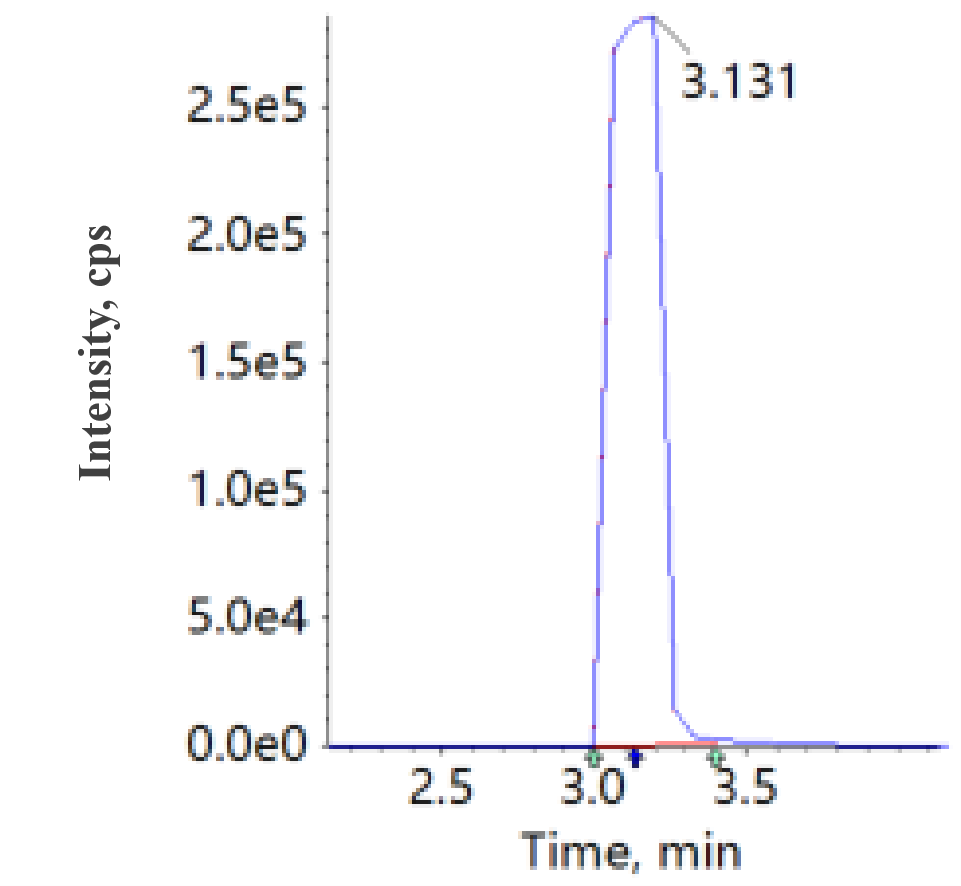 3.131
2.5e5
2.0e5
1.5e5
1.0e5
5.0e4
0.0e0
Intensity, cps
2.5 3.0 3.5
Time, min